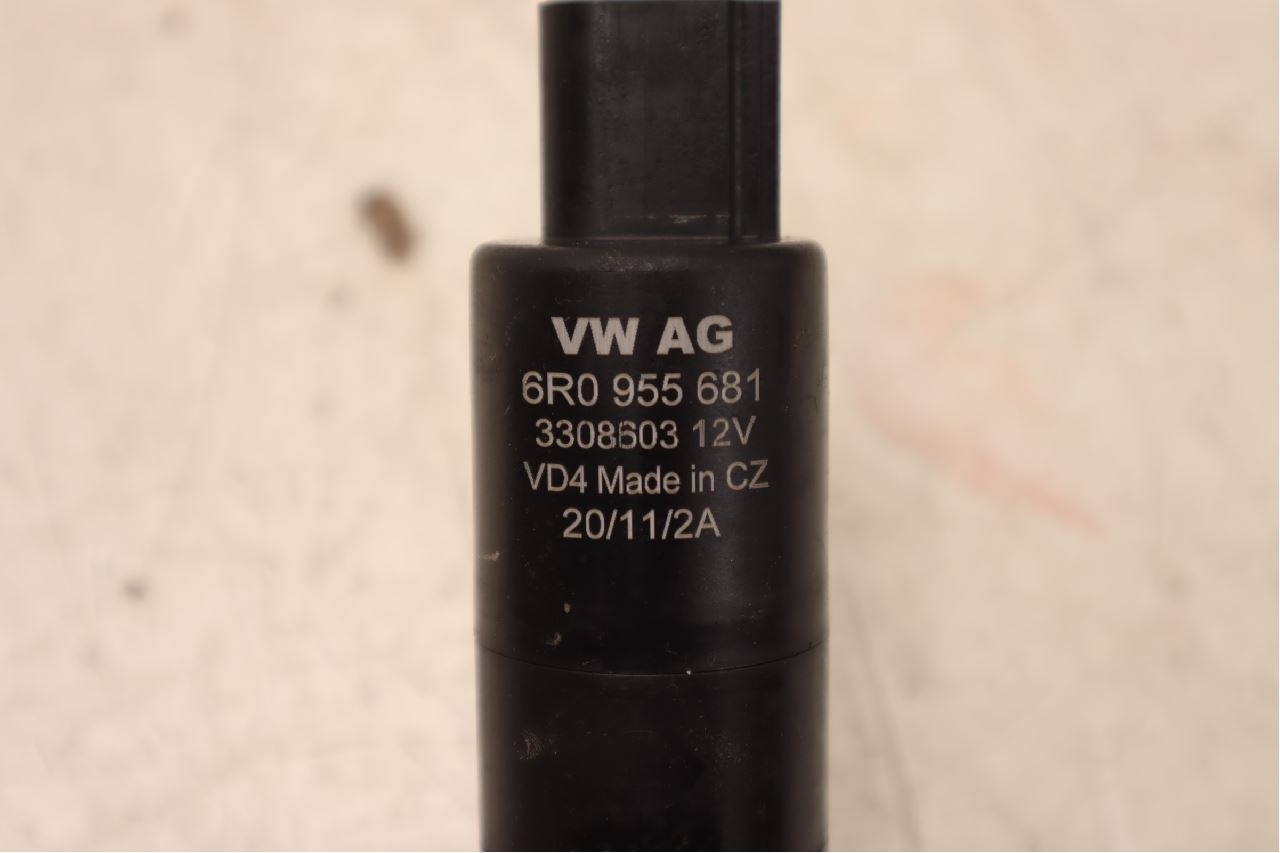 VW AG
6R0 955 681
3308603 12V
VD4 Made in CZ
20/11/2A